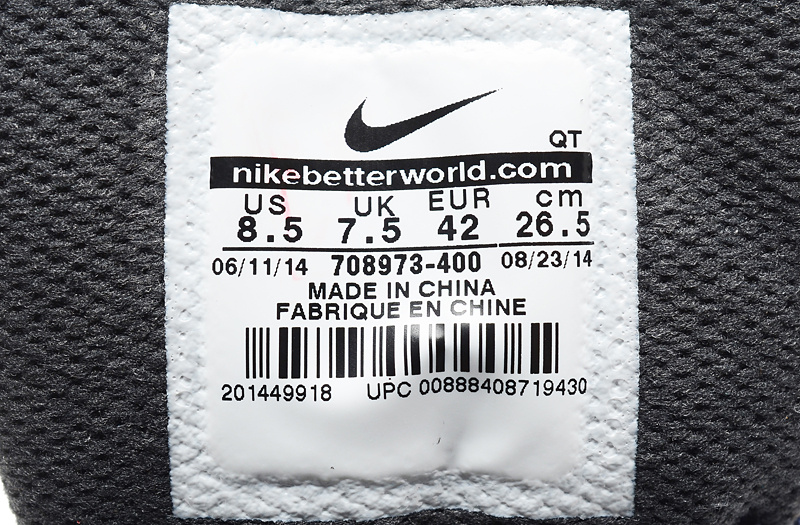 QT
nikebetterworld.com
US UK EUR cm
8.5 7.5 42 26.5
06/11/14 708973-400 08/23/14
MADE IN CHINA
FABRIQUE EN CHINE
201449918 UPC 00888408719430